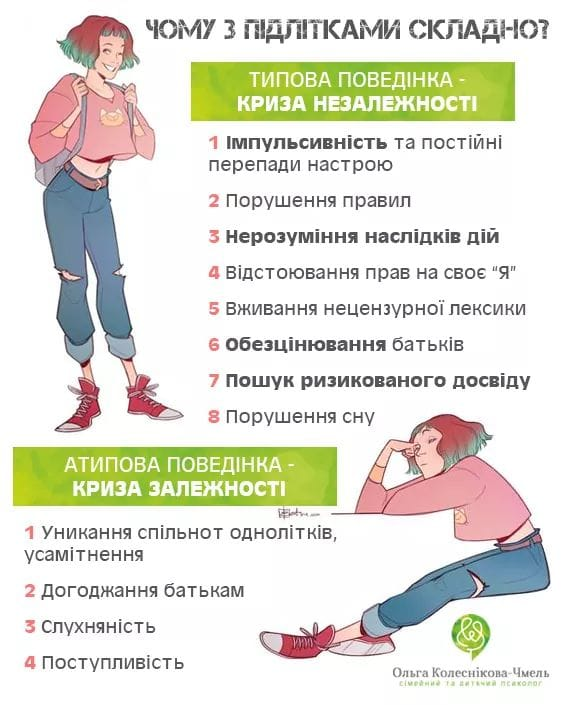 ЧОМУ З ПІДЛІТКАМИ СКЛАДНО?
ТИПОВА ПОВЕДІНКА -
КРИЗА НЕЗАЛЕЖНОСТІ
1 Імпульсивність та постійні
перепади настрою
2 Порушення правил
3 Нерозуміння наслідків дій
4 Відстоювання прав на своє “Я”
5 Вживання нецензурної лексики
6 Обезцінювання батьків
7 Пошук ризикованого досвіду
8 Порушення сну
АТИПОВА ПОВЕДІНКА -
КРИЗА ЗАЛЕЖНОСТІ
1 Уникання спільнот однолітків,
усамітнення
2 Догоджання батькам
3 Слухняність
4 Поступливість
Ольга Колеснікова-Чмель
СІМЕЙНИЙ ТА ДИТЯЧИЙ ПСИХОЛОГ